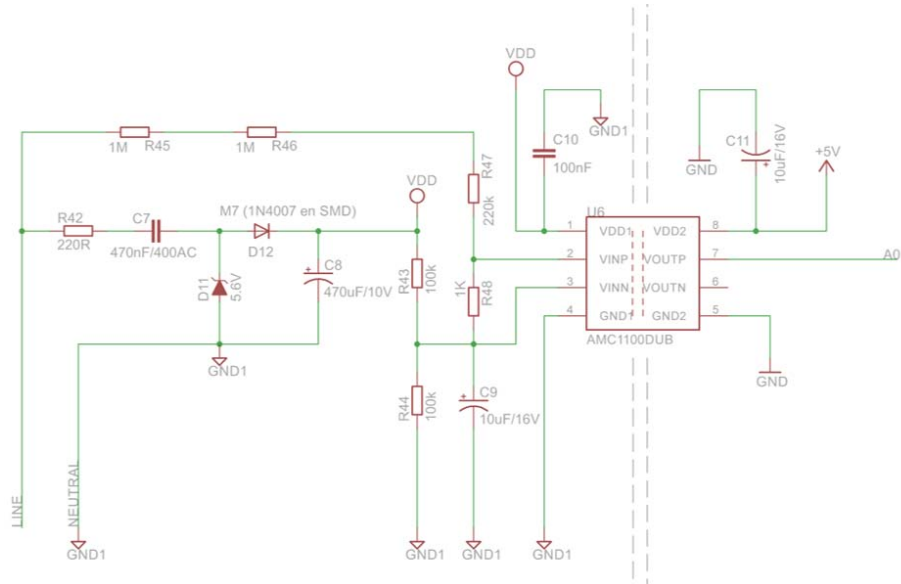 VDD
C10
100nF
GND1
C11
10uF/16V
GND
+5V
1M
R45
1M
R46
R47
220k
VDD
R42
220R
C7
470nF/400AC
M7 (1N4007 en SMD)
D12
D11
5.6V
C8
470uF/10V
R43
100k
1K
R48
U6
1
VDD1
VDD2
8
2
VINP
VOUTP
7
A0
3
VINN
VOUTN
6
4
GND1
GND2
5
AMC1100DUB
GND1
GND
R44
100k
C9
10uF/16V
LINE
NEUTRAL
GND1
GND1
GND1
GND1